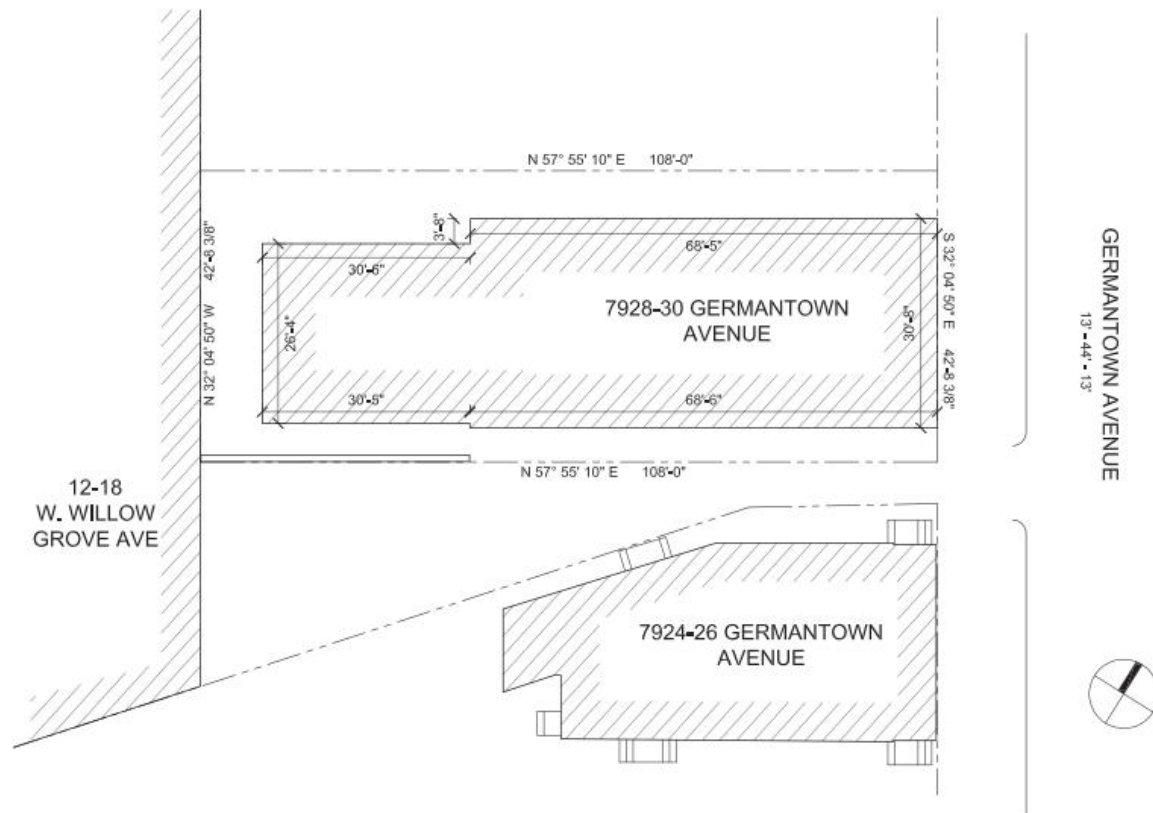 N 57° 55' 10" E 108'-0"
3'-8"
68'-5"
30'-6"
N 32° 04' 50" W 42'-8 3/8"
26'-4"
7928-30 GERMANTOWN
AVENUE
30'-8"
S 32° 04' 50" E 42'-8 3/8"
GERMANTOWN AVENUE
13' - 44' - 13'
30'-5"
68'-6"
N 57° 55' 10" E 108'-0"
12-18
W. WILLOW
GROVE AVE
7924-26 GERMANTOWN
AVENUE